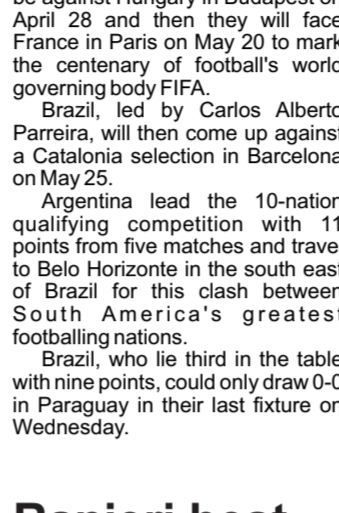 be against Hungary in Budapest on
April 28 and then they will face
France in Paris on May 20 to mark
the centenary of football's world
governing body FIFA.
Brazil, led by Carlos Alberto
Parreira, will then come up against
a Catalonia selection in Barcelona
on May 25.
Argentina lead the 10-nation
qualifying competition with 11
points from five matches and travel
to Belo Horizonte in the south east
of Brazil for this clash between
South America's greatest
footballing nations.
Brazil, who lie third in the table
with nine points, could only draw 0-0
in Paraguay in their last fixture on
Wednesday.